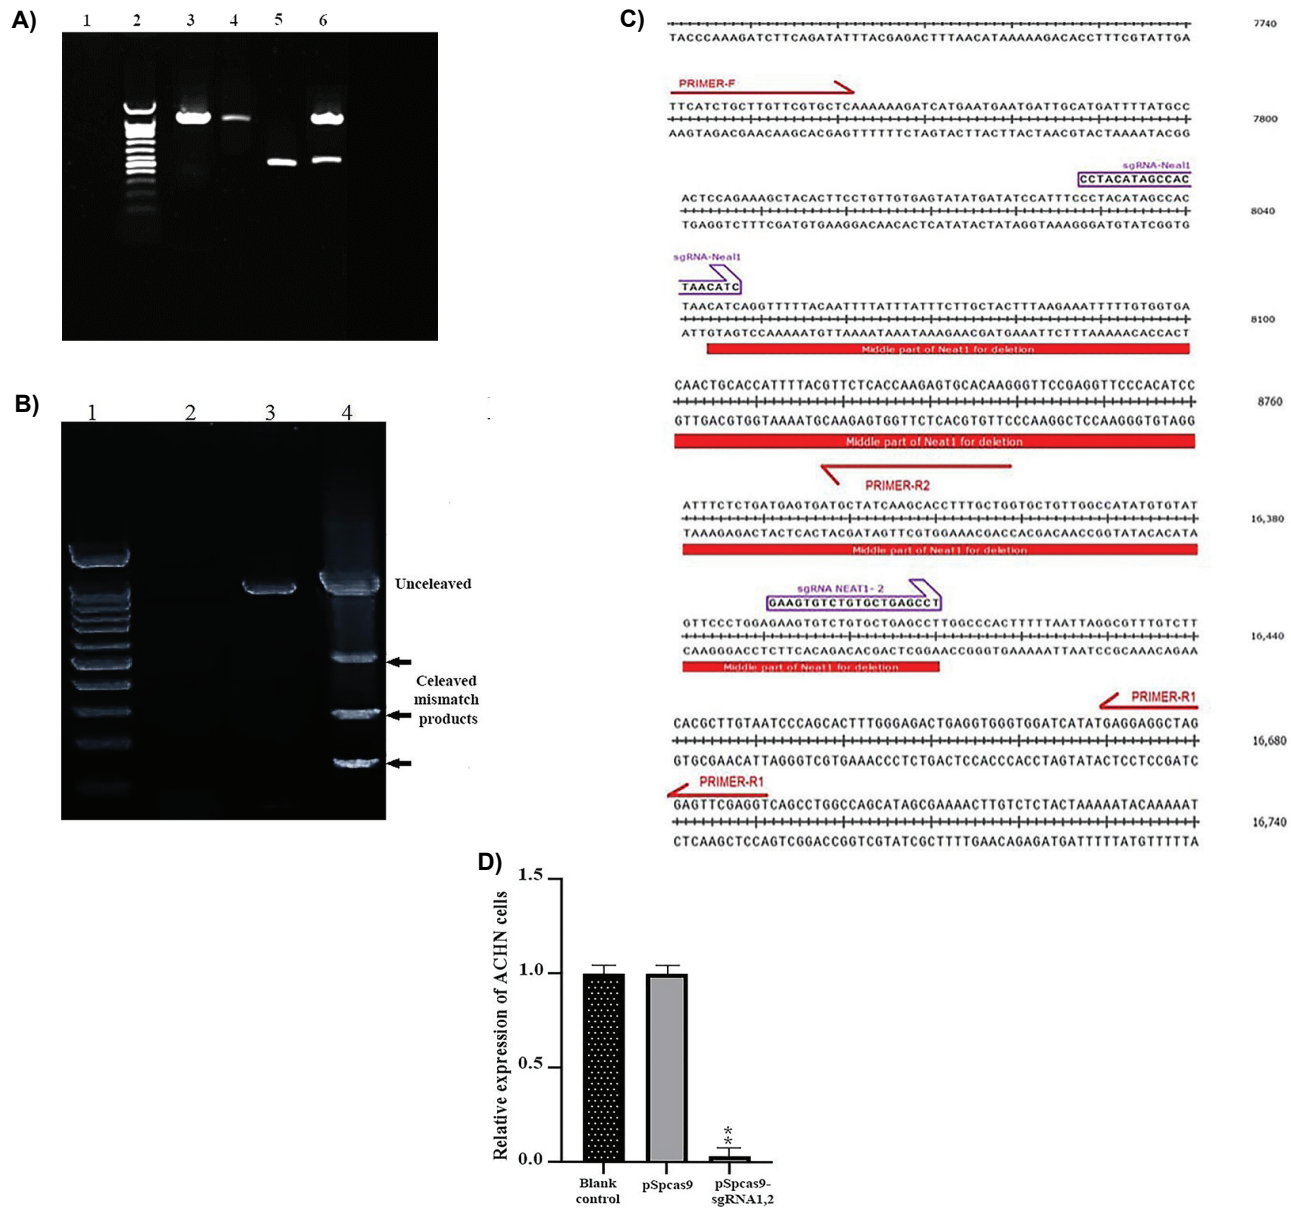 A)
1 2 3 4 5 6
B)
1 2 3 4
Unceleaved
Celeaved
mismatch
products
C)
7740
TACCCAAAGATCTTCAGATATTTACGAGACTTTAACATAAAAAGACACCTTTCGTATTGA
PRIMER-F
TTCATCTGCTTGTTCGTGCTCAAAAAAGATCATGAATGAATGATTGCATGATTTTATGCC
7800
AAGTAGACGAACAAGCACGAGTTTTTTCTAGTACTTACTTACTAACGTACTAAAATACGG
sgRNA-Neal1
CCTACATAGCCAC
ACTCCAGAAAGCTACACTTCCTGTTGTGAGTATATGATATCCATTTCCCTACATAGCCAC
8040
TGAGGTCTTTCGATGTGAAGGACAACACTCATATACTATAGGTAAAGGGATGTATCGGTG
sgRNA-Neal1
TAACATC
TAACATCAGGTTTTTACAATTTTATTTATTTCTTGCTACTTTAAGAAATTTTTGTGGTGA
8100
ATTGTAGTCCAAAAATGTTAAAATAAATAAAGAACGATGAAATTCTTTAAAAACACCACT
Middle part of Neat1 for deletion
CAACTGCACCATTTTACGTTCTCACCAAGAGTGCACAAGGGTTCCGAGGTTCCCACATCC
8760
GTTGACGTGGTAAAATGCAAGAGTGGTTCTCACGTGTTCCCAAGGCTCCAAGGGTGTAGG
Middle part of Neat1 for deletion
PRIMER-R2
ATTTCTCTGATGAGTGATGCTATCAAGCACCTTTGCTGGTGCTGTTGGCCATATGTGTAT
16,380
TAAAGAGACTACTCACTACGATAGTTCGTGGAAACGACCACGACAACCGGTATACACATA
Middle part of Neat1 for deletion
sgRNA NEAT1- 2
GAAGTGTCTGTGCTGAGCCT
GTTCCCTGGAGAAGTGTCTGTGCTGAGCCTTGGCCCACTTTTTAATTAGGCGTTTGTCTT
16,440
CAAGGGACCTCTTCACAGACACGACTCGGAACCGGGTGAAAAATTAATCCGCAAACAGAA
Middle part of Neat1 for deletion
PRIMER-R1
CACGCTTGTAATCCCAGCACTTTGGGAGACTGAGGTGGGTGGATCATATGAGGAGGCTAG
16,680
GTGCGAACATTAGGGTCGTGAAACCCTCTGACTCCACCCACCTAGTATACTCCTCCGATC
PRIMER-R1
GAGTTCGAGGTCAGCCTGGCCAGCATAGCGAAAACTTGTCTCTACTAAAAATACAAAAAT
16,740
CTCAAGCTCCAGTCGGACCGGTCGTATCGCTTTTGAACAGAGATGATTTTTATGTTTTTA
D)
Relative expression of ACHN cells
1.5
1.0
0.5
0.0
*
*
Blank
control
pSpcas9
pSpcas9-
sgRNA1,2